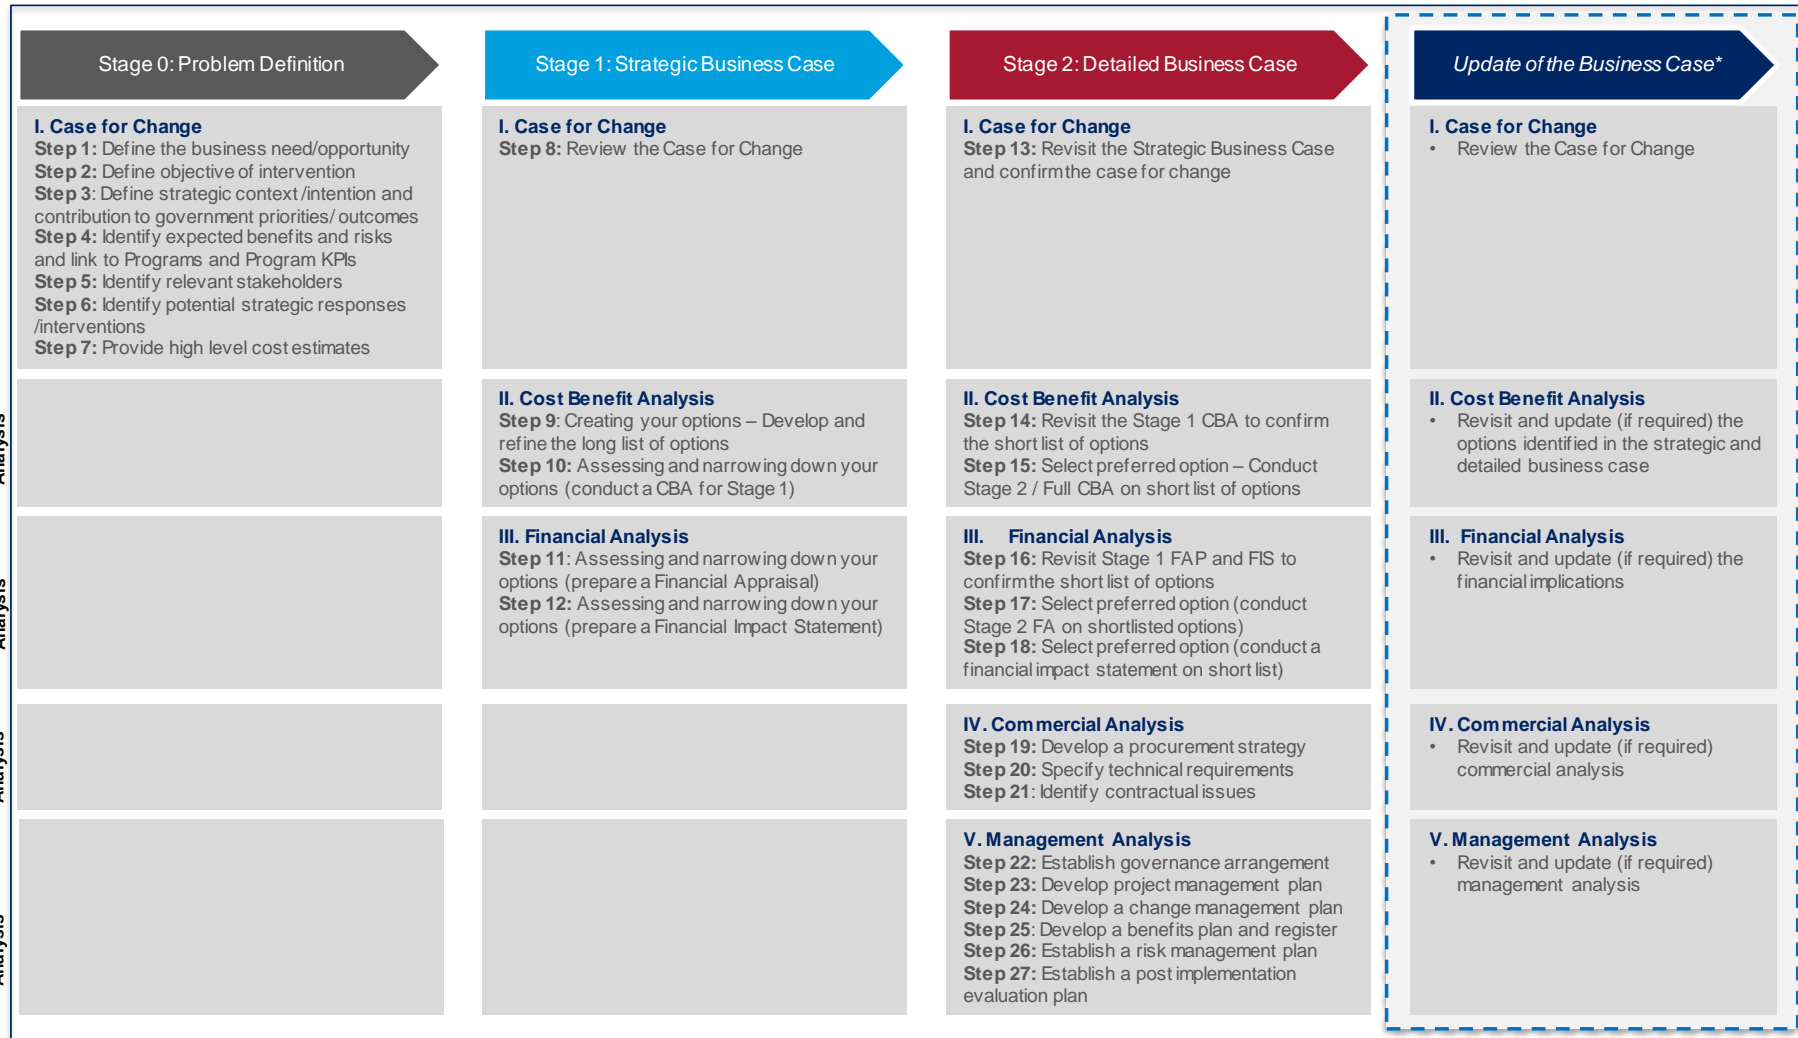 Stage 0: Problem Definition
Stage 1: Strategic Business Case
Stage 2: Detailed Business Case
Update of the Business Case*
I. Case for Change
Step 1: Define the business need/opportunity
Step 2: Define objective of intervention
Step 3: Define strategic context /intention and
contribution to government priorities/ outcomes
Step 4: Identify expected benefits and risks
and link to Programs and Program KPIs
Step 5: Identify relevant stakeholders
Step 6: Identify potential strategic responses
/interventions
Step 7: Provide high level cost estimates
I. Case for Change
Step 8: Review the Case for Change
I. Case for Change
Step 13: Revisit the Strategic Business Case
and confirm the case for change
I. Case for Change
• Review the Case for Change
Analysis
II. Cost Benefit Analysis
Step 9: Creating your options – Develop and
refine the long list of options
Step 10: Assessing and narrowing down your
options (conduct a CBA for Stage 1)
II. Cost Benefit Analysis
Step 14: Revisit the Stage 1 CBA to confirm
the short list of options
Step 15: Select preferred option – Conduct
Stage 2 / Full CBA on short list of options
II. Cost Benefit Analysis
• Revisit and update (if required) the
options identified in the strategic and
detailed business case
Analysis
III. Financial Analysis
Step 11: Assessing and narrowing down your
options (prepare a Financial Appraisal)
Step 12: Assessing and narrowing down your
options (prepare a Financial Impact Statement)
III. Financial Analysis
Step 16: Revisit Stage 1 FAP and FIS to
confirm the short list of options
Step 17: Select preferred option (conduct
Stage 2 FA on shortlisted options)
Step 18: Select preferred option (conduct a
financial impact statement on short list)
III. Financial Analysis
• Revisit and update (if required) the
financial implications
Analysis
IV. Commercial Analysis
Step 19: Develop a procurement strategy
Step 20: Specify technical requirements
Step 21: Identify contractual issues
IV. Commercial Analysis
• Revisit and update (if required)
commercial analysis
Analysis
V. Management Analysis
Step 22: Establish governance arrangement
Step 23: Develop project management plan
Step 24: Develop a change management plan
Step 25: Develop a benefits plan and register
Step 26: Establish a risk management plan
Step 27: Establish a post implementation
evaluation plan
V. Management Analysis
• Revisit and update (if required)
management analysis